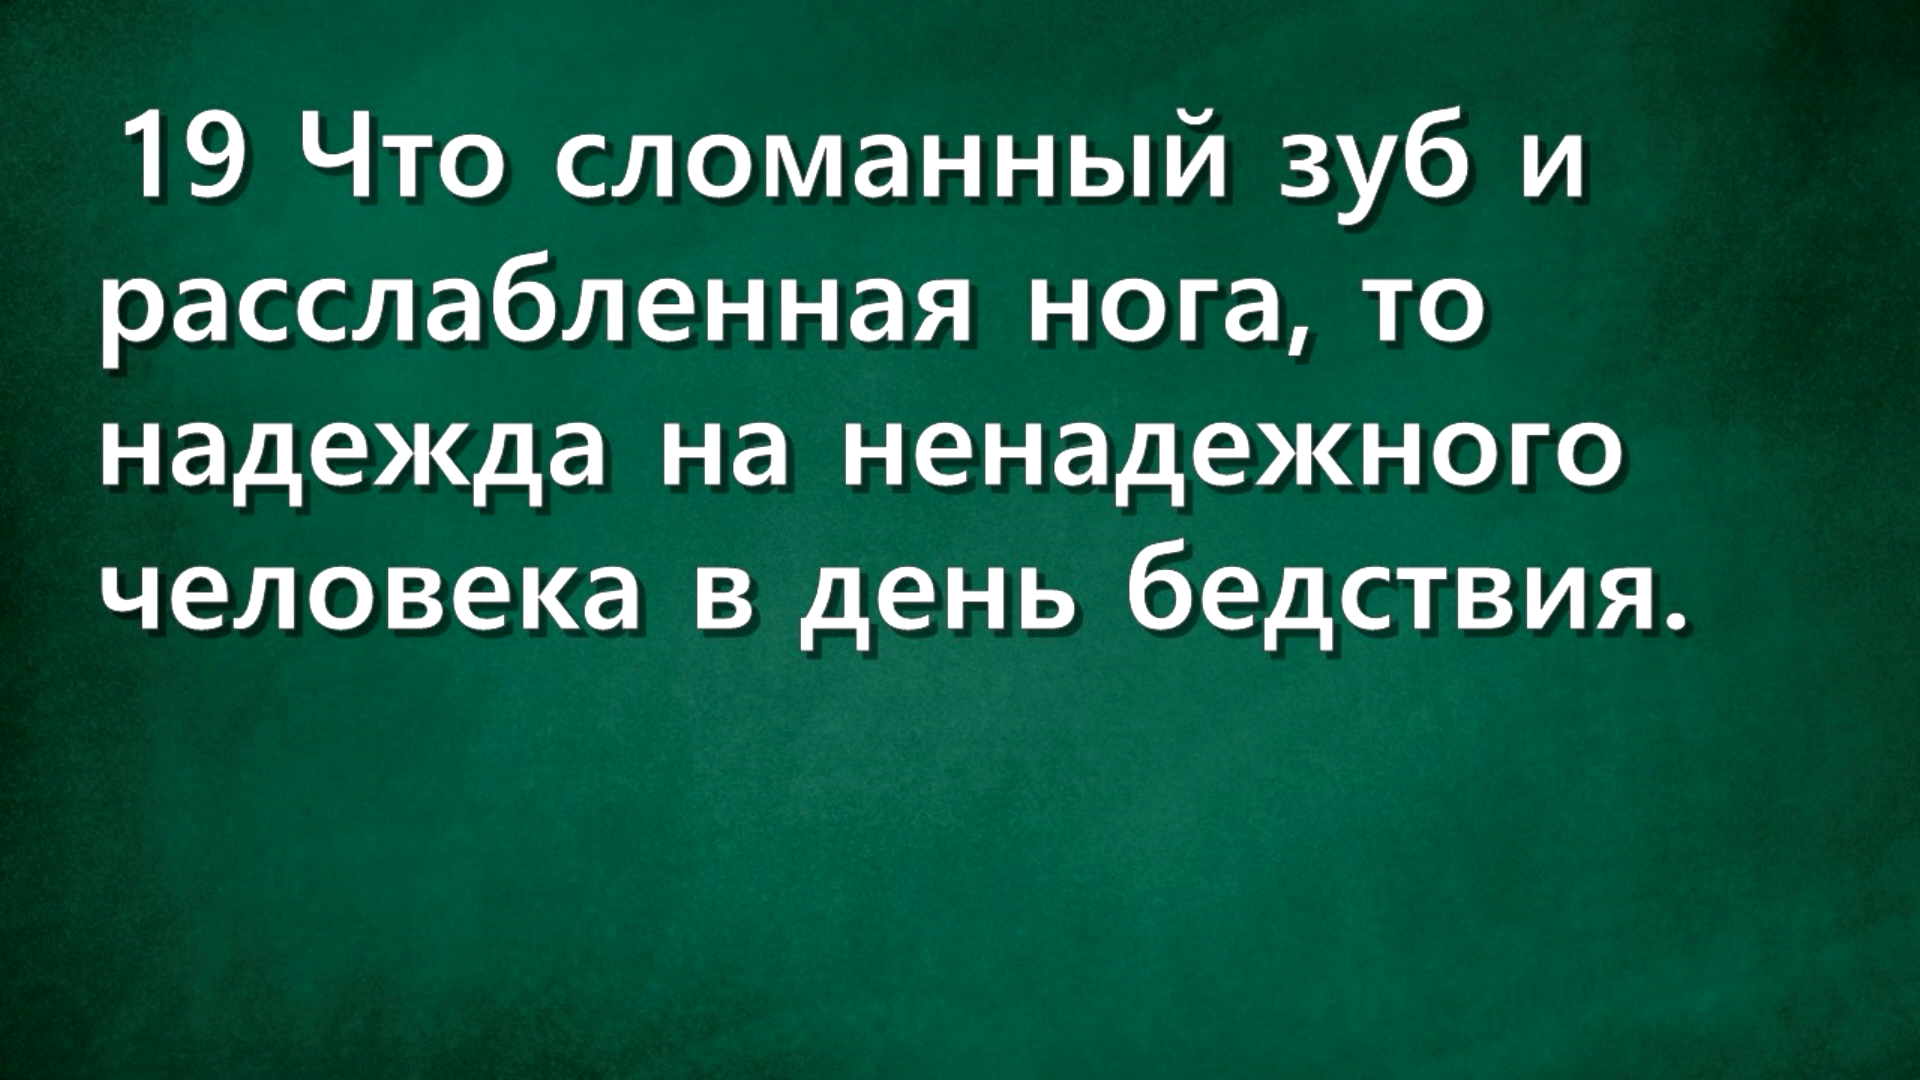 19 Что сломанный зуб и
расслабленная нога, то
надежда на ненадежного
человека в день бедствия.